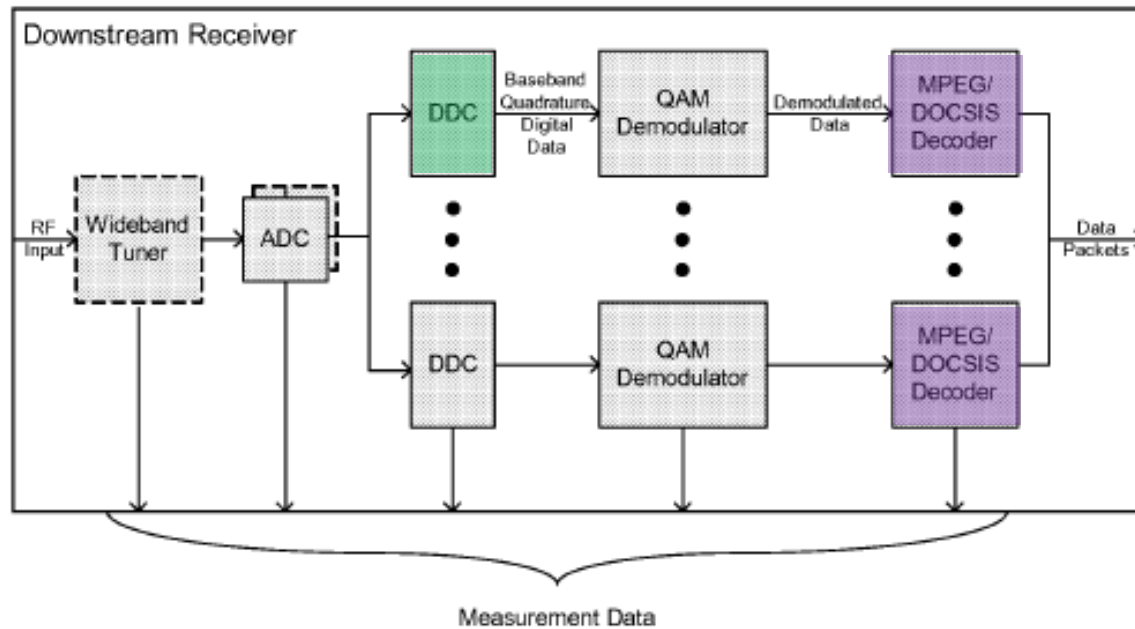 Downstream Receiver
RF
Input
Wideband
Tuner
ADC
DDC
Baseband
Quadrature
Digital
Data
QAM
Demodulator
Demodulated
Data
MPEG/
DOCSIS
Decoder
DDC
QAM
Demodulator
MPEG/
DOCSIS
Decoder
Data
Packets
Measurement Data